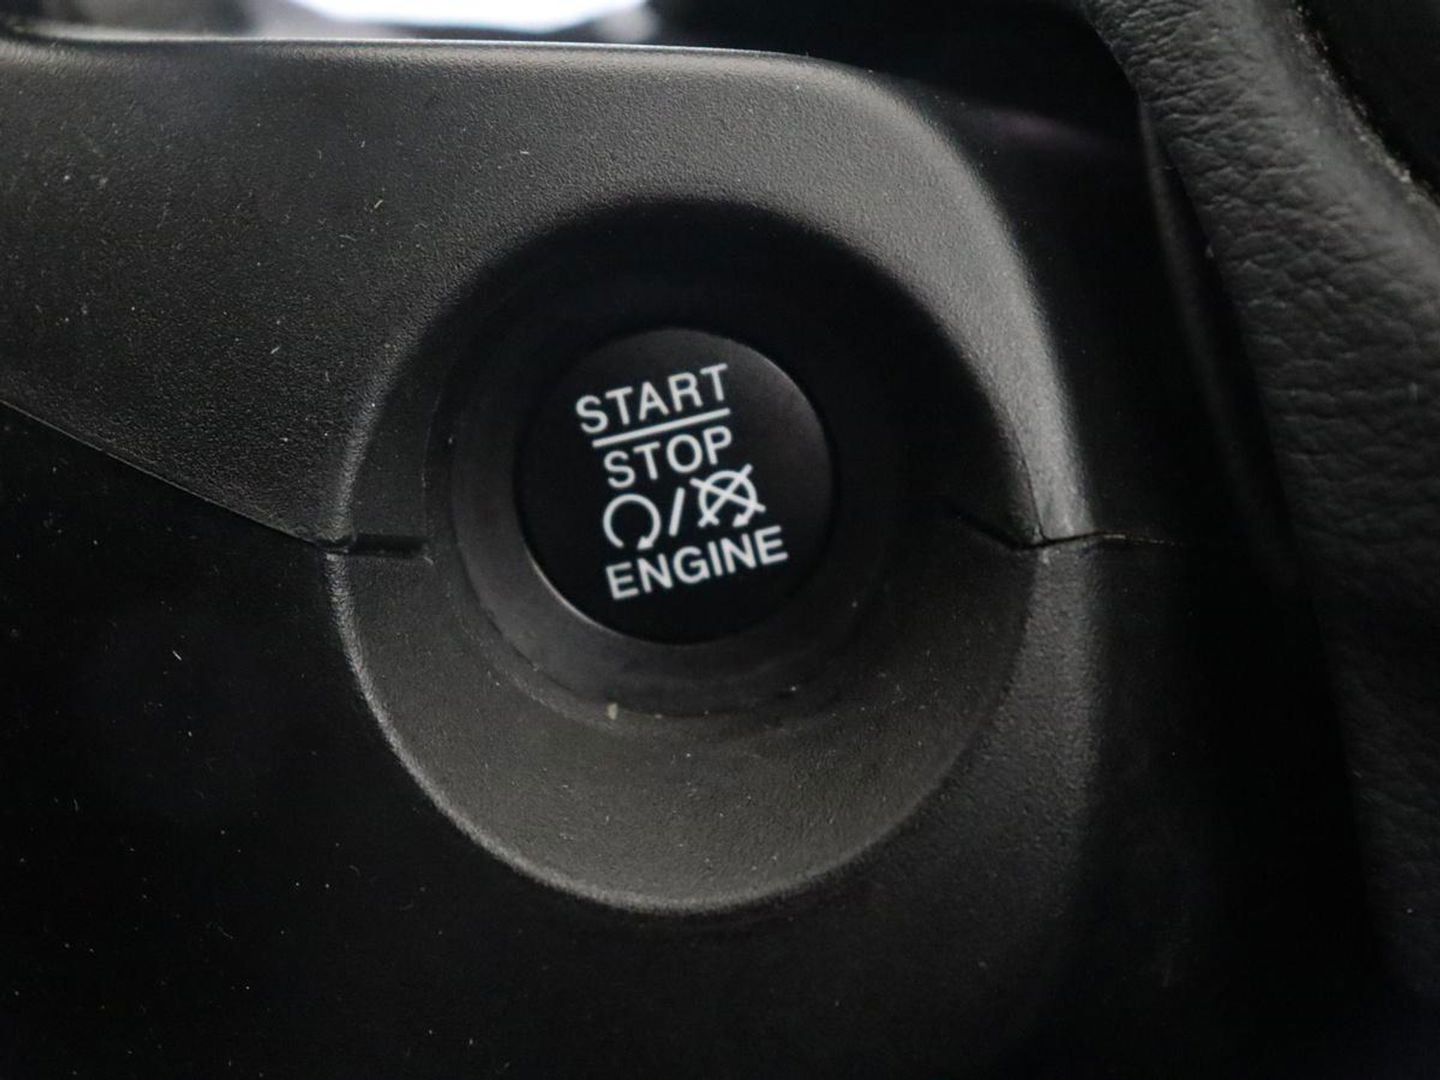 START
STOP
/
ENGINE